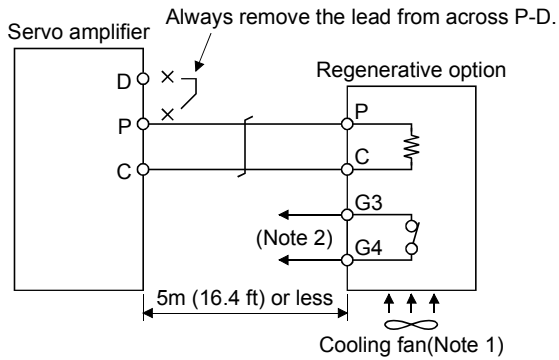 Always remove the lead from across P-D.
Servo amplifier
Regenerative option
D
P
P
C
C
G3
(Note 2)
G4
5m (16.4 ft) or less
Cooling fan(Note 1)